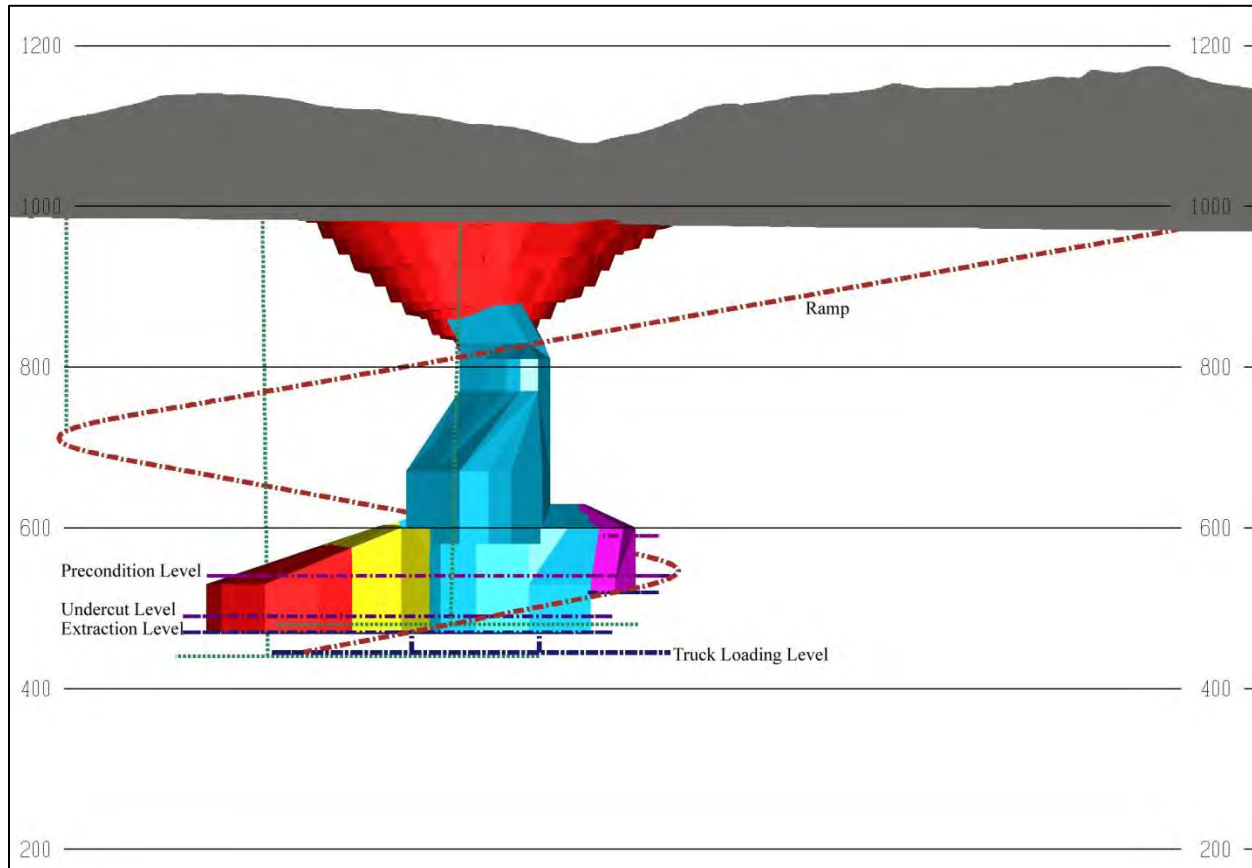 1200 1200
1000 1000
Ramp
800 800
600 600
Precondition Level
Undercut Level
Extraction Level
Truck Loading Level
400 400
200 200